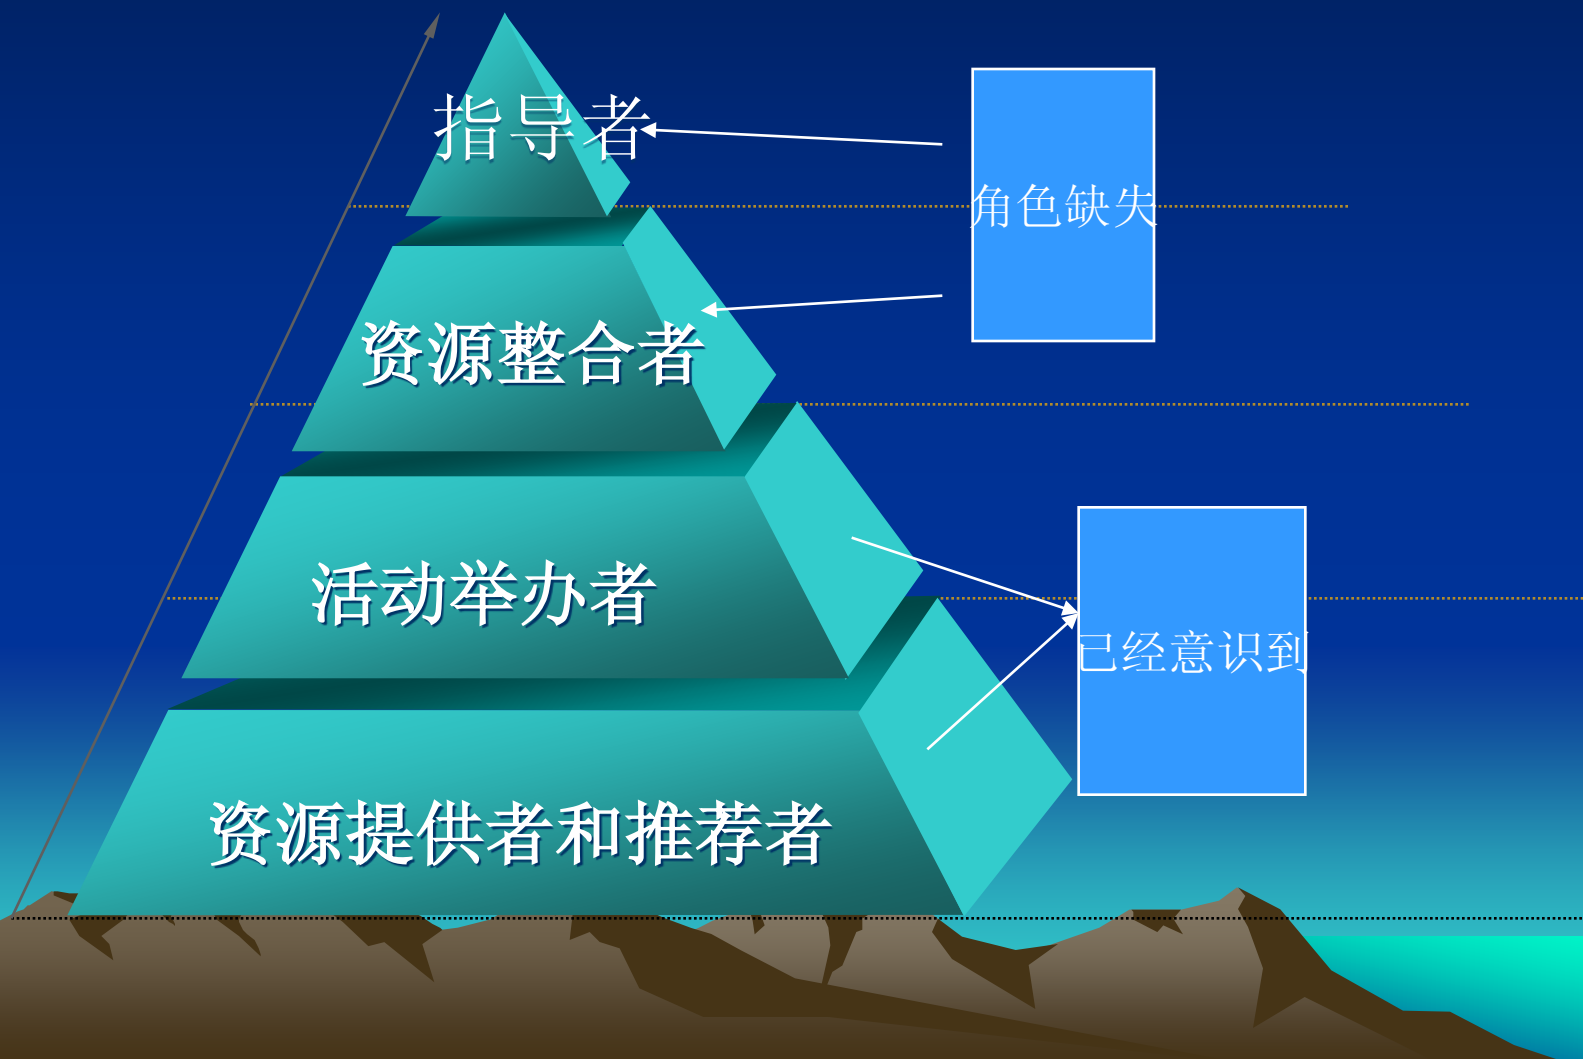 指导者
角色缺失
资源整合者
活动举办者
已经意识到
资源提供者和推荐者